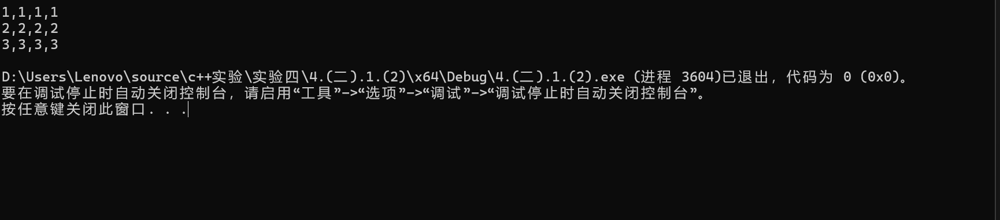 1,1,1,1
2,2,2,2
3,3,3,3
D:\Users\Lenovo\source\c++实验\实验四\4.(二).1.(2)\x64\Debug\4.(二).1.(2).exe (进程 3604)已退出，代码为 0 (0x0)。
要在调试停止时自动关闭控制台，请启用“工具”->“选项”->“调试”->“调试停止时自动关闭控制台”。
按任意键关闭此窗口. . .